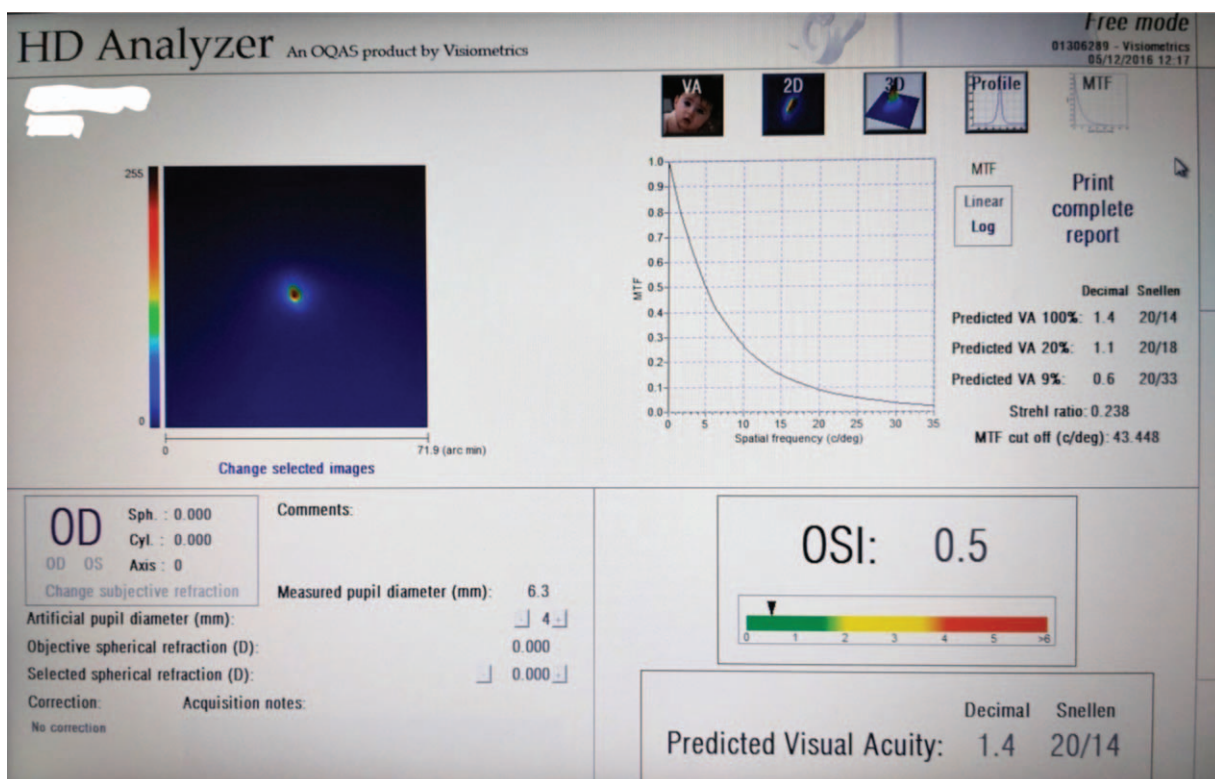 HD Analyzer An OQAS product by Visiometrics
Free mode
01306289 - Visiometrics
05/12/2016 12:17
VA 2D 3D Profile MTF
255
0
0 71.9 (arc min)
Change selected images
MTF
1.0
0.9
0.8
0.7
0.6
0.5
0.4
0.3
0.2
0.1
0.0
0 5 10 15 20 25 30 35
Spatial frequency (c/deg)
MTF
Linear
Log
Print
complete
report
Decimal Snellen
Predicted VA 100%: 1.4 20/14
Predicted VA 20%: 1.1 20/18
Predicted VA 9%: 0.6 20/33
Strehl ratio: 0.238
MTF cut off (c/deg): 43.448
OD
OD OS
Sph. : 0.000
Cyl. : 0.000
Axis : 0
Change subjective refraction
Comments:
Measured pupil diameter (mm): 6.3
Artificial pupil diameter (mm): - 4 +
Objective spherical refraction (D): 0.000
Selected spherical refraction (D): - 0.000 -
Correction: Acquisition notes:
No correction
OSI: 0.5
0 1 2 3 4 5 >6
Decimal Snellen
Predicted Visual Acuity: 1.4 20/14